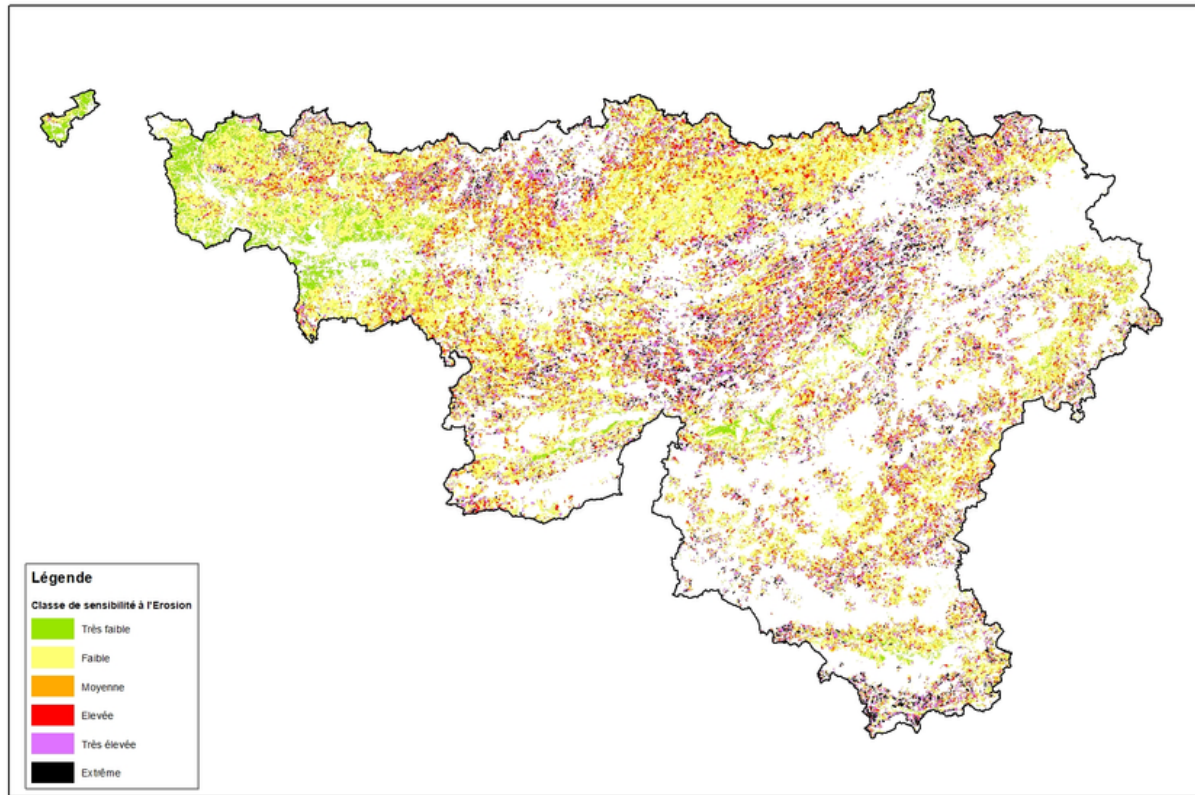 Légende
Classe de sensibilité à l'Erosion
Très faible
Faible
Moyenne
Elevée
Très élevée
Extrême